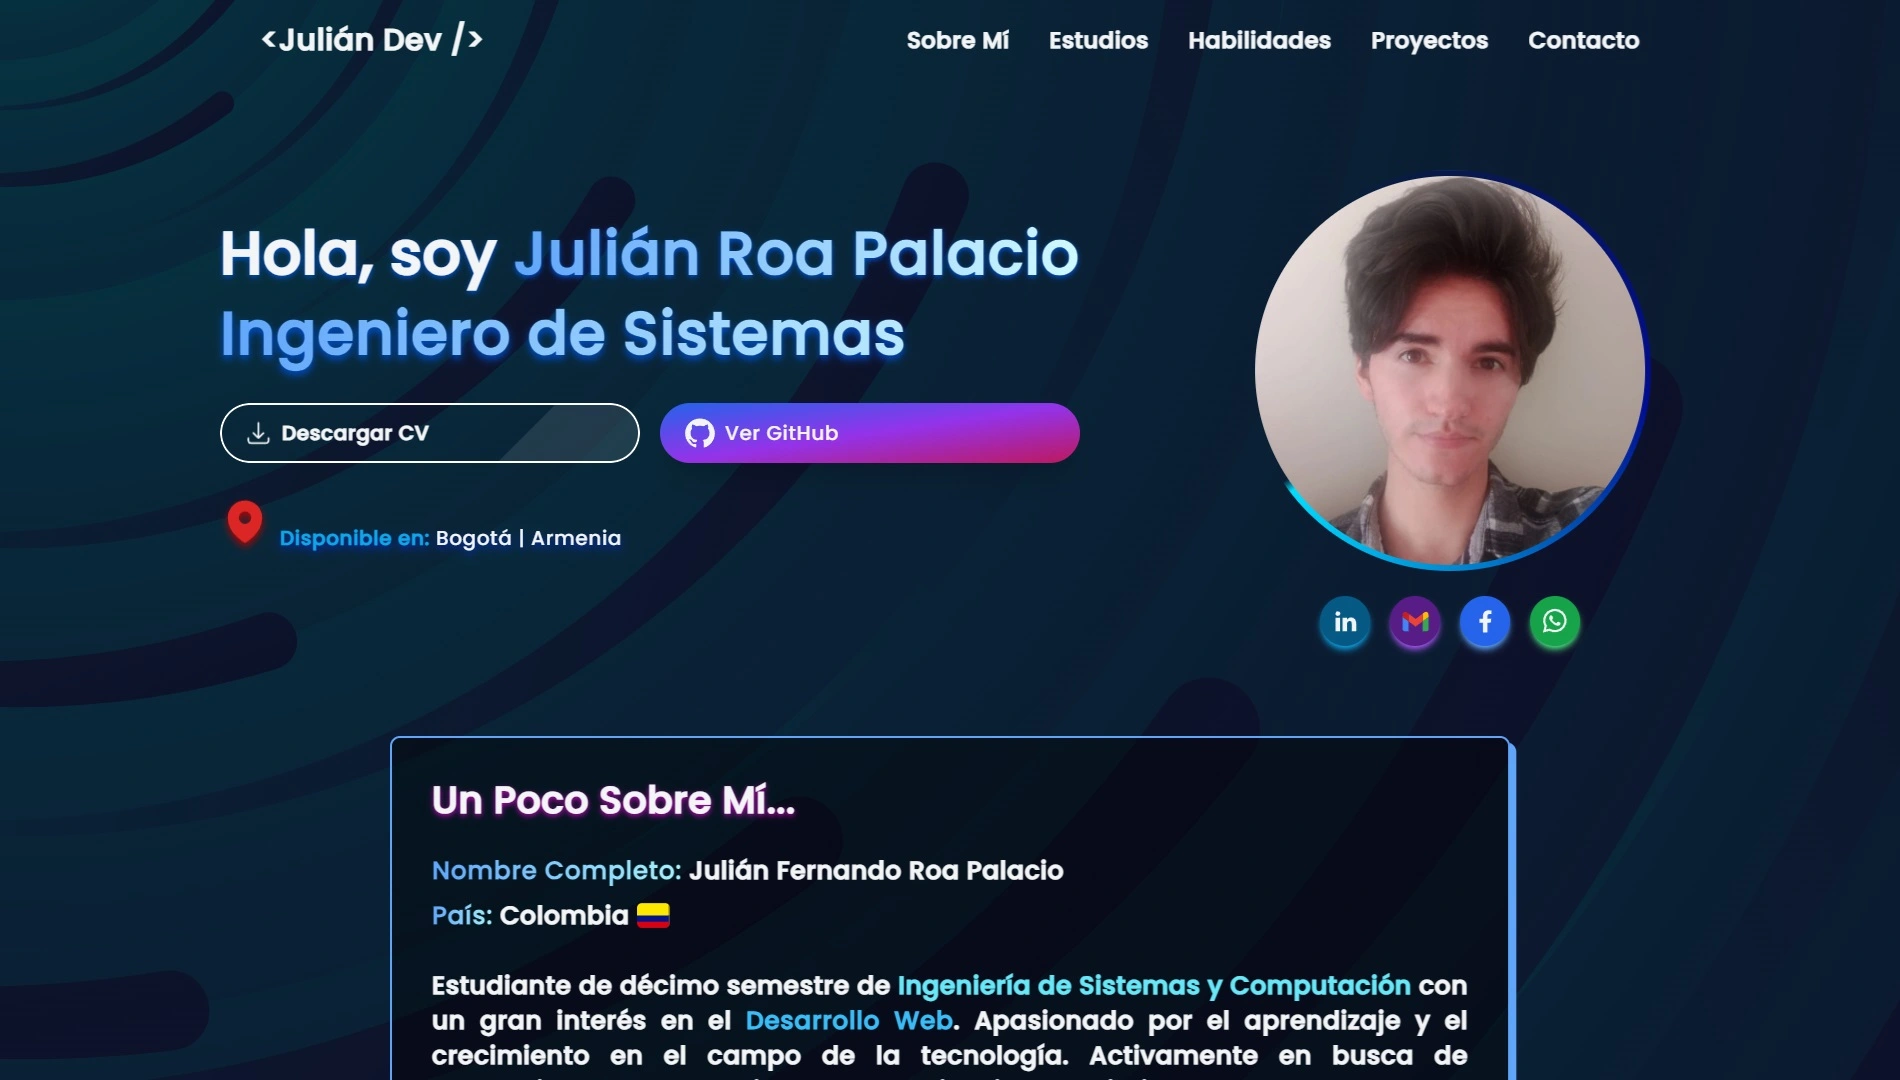 <Julián Dev />
Sobre Mí Estudios Habilidades Proyectos Contacto
Hola, soy Julián Roa Palacio
Ingeniero de Sistemas
Descargar CV
Ver GitHub
Disponible en: Bogotá | Armenia
in
Un Poco Sobre Mí...
Nombre Completo: Julián Fernando Roa Palacio
País: Colombia
Estudiante de décimo semestre de Ingeniería de Sistemas y Computación con
un gran interés en el Desarrollo Web. Apasionado por el aprendizaje y el
crecimiento en el campo de la tecnología. Activamente en busca de